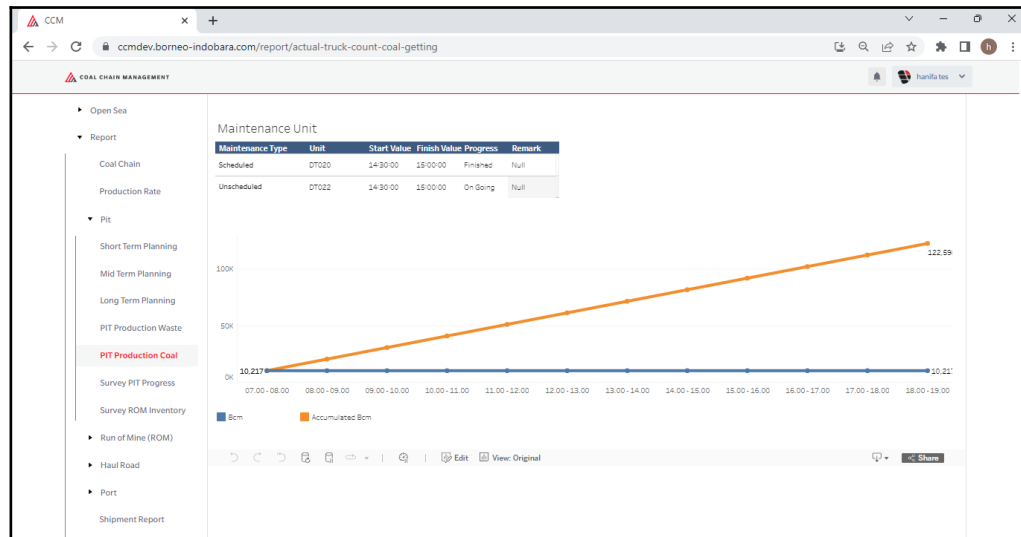 CCM
ccmdev.borneo-indobara.com/report/actual-truck-count-coal-getting
h
COAL CHAIN MANAGEMENT
hanifa tes
Open Sea
Report
Coal Chain
Production Rate
Pit
Short Term Planning
Mid Term Planning
Long Term Planning
PIT Production Waste
PIT Production Coal
Survey PIT Progress
Survey ROM Inventory
Run of Mine (ROM)
Haul Road
Port
Shipment Report
Maintenance Unit
Maintenance Type Unit Start Value Finish Value Progress Remark
Scheduled DT020 14:30:00 15:00:00 Finished Null
Unscheduled DT022 14:30:00 15:00:00 On Going Null
122,59
100K
50K
10,217
10,21
0K
07.00 - 08.00 08.00 - 09.00 09.00 - 10.00 10.00 - 11.00 11.00 - 12.00 12.00 - 13.00 13.00 - 14.00 14.00 - 15.00 15.00 - 16.00 16.00 - 17.00 17.00 - 18.00 18.00 - 19.00
Bcm Accumulated Bcm
Edit View: Original Share